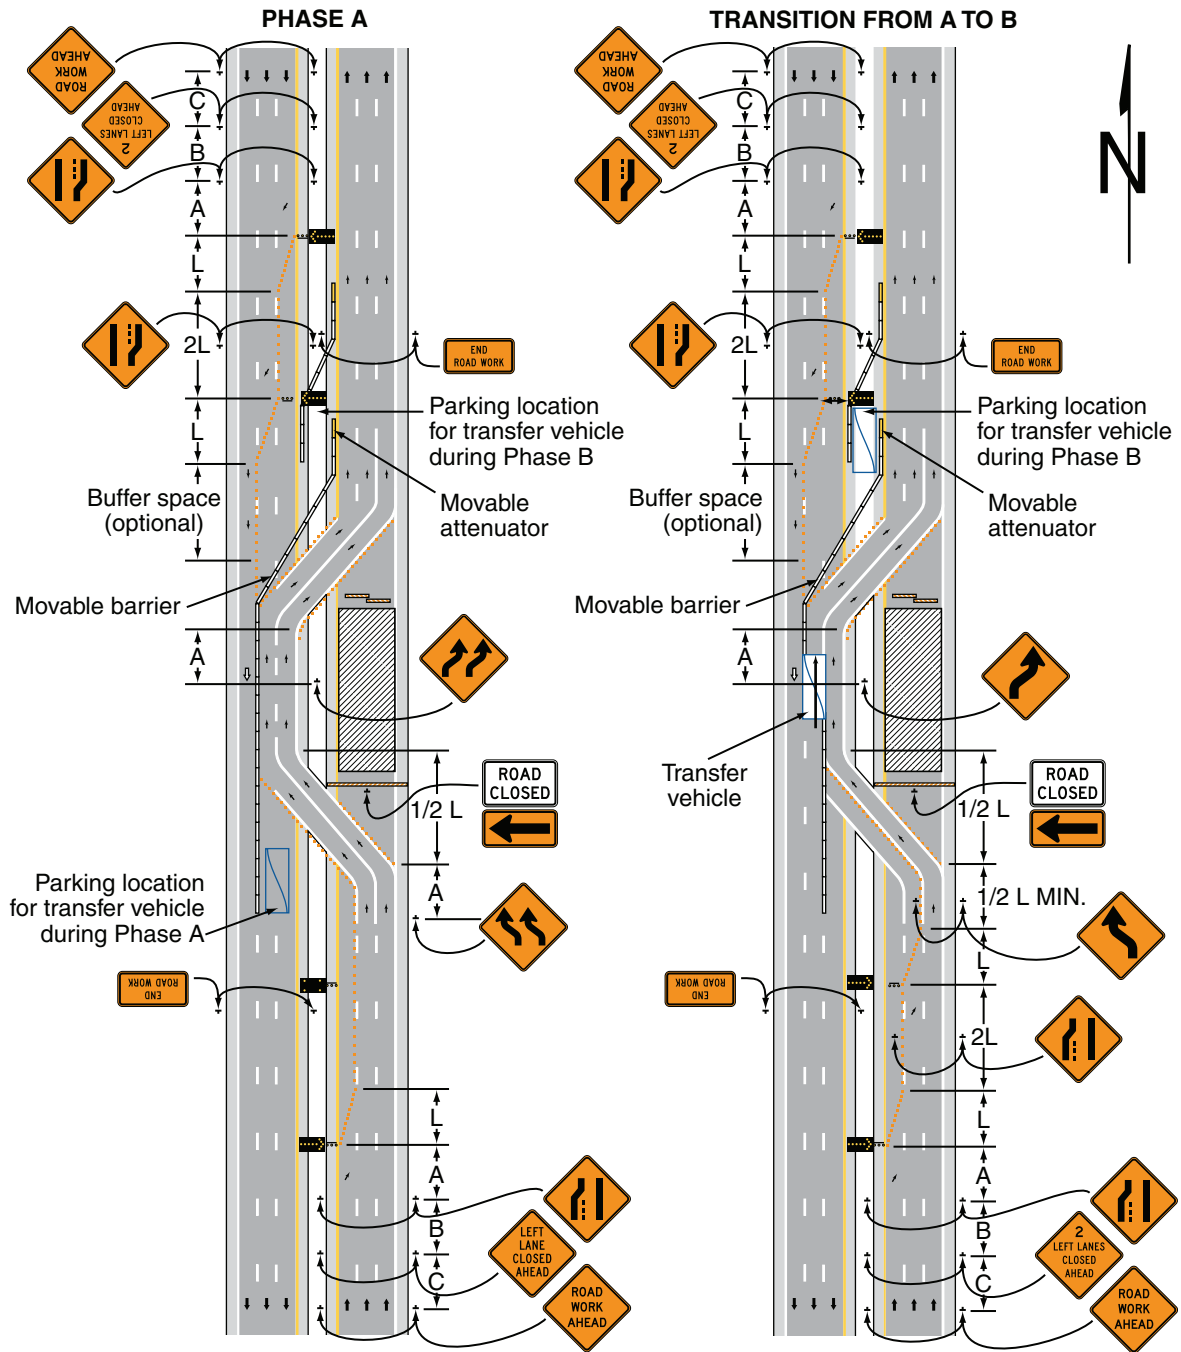 PHASE A
ROAD
WORK
AHEAD
2
LEFT LANES
CLOSED
AHEAD
C
B
A
L
2L
L
END
ROAD WORK
Parking location
for transfer vehicle
during Phase B
Buffer space
(optional)
Movable
attenuator
Movable barrier
A
ROAD
CLOSED
1/2 L
Parking location
for transfer vehicle
during Phase A
A
END
ROAD WORK
L
A
B
C
LEFT
LANE
CLOSED
AHEAD
ROAD
WORK
AHEAD
TRANSITION FROM A TO B
ROAD
WORK
AHEAD
2
LEFT LANES
CLOSED
AHEAD
C
B
A
L
2L
L
N
END
ROAD WORK
Parking location
for transfer vehicle
during Phase B
Buffer space
(optional)
Movable
attenuator
Movable barrier
A
Transfer
vehicle
ROAD
CLOSED
1/2 L
1/2 L MIN.
L
END
ROAD WORK
2L
L
A
B
C
2
LEFT LANES
CLOSED
AHEAD
ROAD
WORK
AHEAD